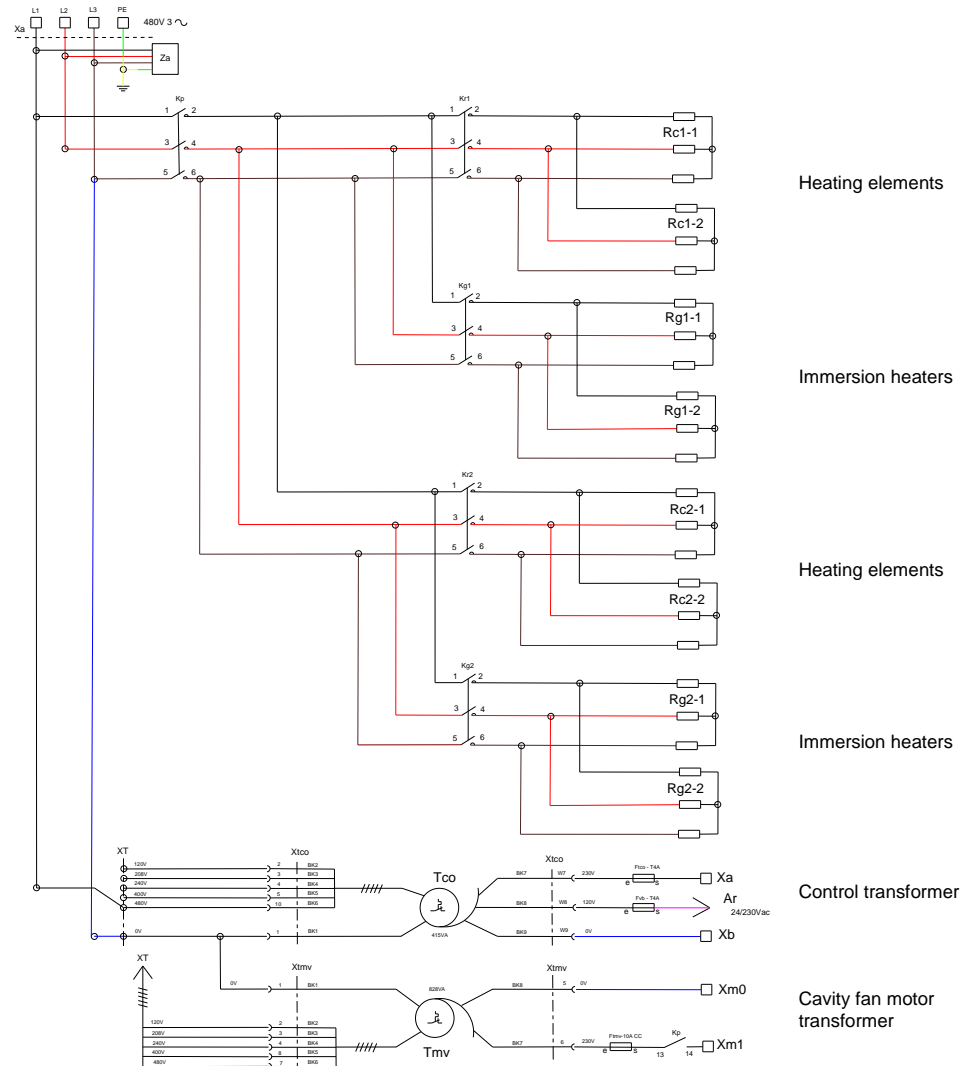 L1 L2 L3 PE
Xa 480V 3
Za
Kp Kr1
1 2 1 2
Rc1-1
3 4 3 4
5 6 5 6
Heating elements
Rc1-2
Kg1
1 2
Rg1-1
3 4
5 6
Immersion heaters
Rg1-2
Kr2
1 2
Rc2-1
3 4
5 6
Heating elements
Rc2-2
Kg2
1 2
Rg2-1
3 4
5 6
Immersion heaters
Rg2-2
XT Xtco Tco Xtco
120V 2 BK2
208V 3 BK3
240V 4 BK4
400V 5 BK5
480V 10 BK6
0V 1 BK1
415VA
BK7 W7 230V Ftco - T4A Xa
e s
BK8 W8 120V Fvb - T4A Ar
e s 24/230Vac
BK9 W9 0V Xb
Control transformer
XT Xtmv 828VA Xtmv
0V 1 BK1
BK8 5 0V Xm0
120V 2 BK2
208V 3 BK3
240V 4 BK4
400V 8 BK5
480V 7 BK6
Tmv
BK7 6 230V Ftmv-10A CC Kp Xm1
e s 13 14
Cavity fan motor
transformer